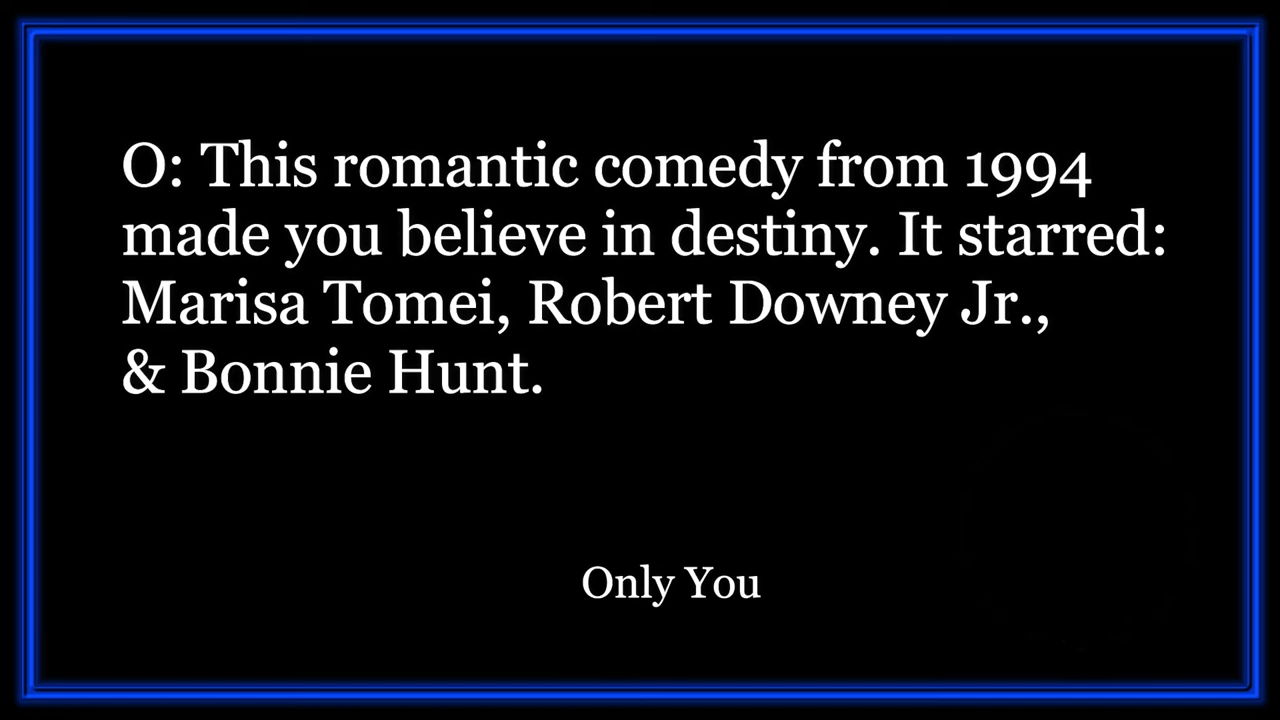 O: This romantic comedy from 1994
made you believe in destiny. It starred:
Marisa Tomei, Robert Downey Jr.,
& Bonnie Hunt.
Only You